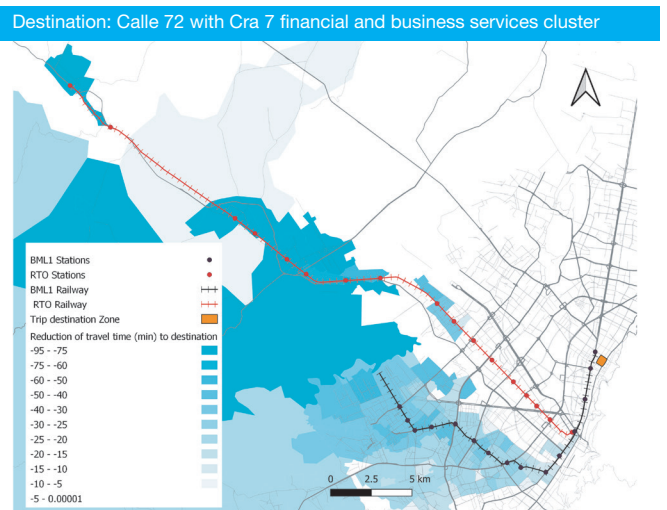 Destination: Calle 72 with Cra 7 financial and business services cluster
BML1 Stations
RTO Stations
BML1 Railway
RTO Railway
Trip destination Zone
Reduction of travel time (min) to destination
-95 - -75
-75 - -60
-60 - -50
-50 - -40
-40 - -30
-30 - -25
-25 - -20
-20 - -15
-15 - -10
-10 - -5
-5 - 0.00001
0 2.5 5 km